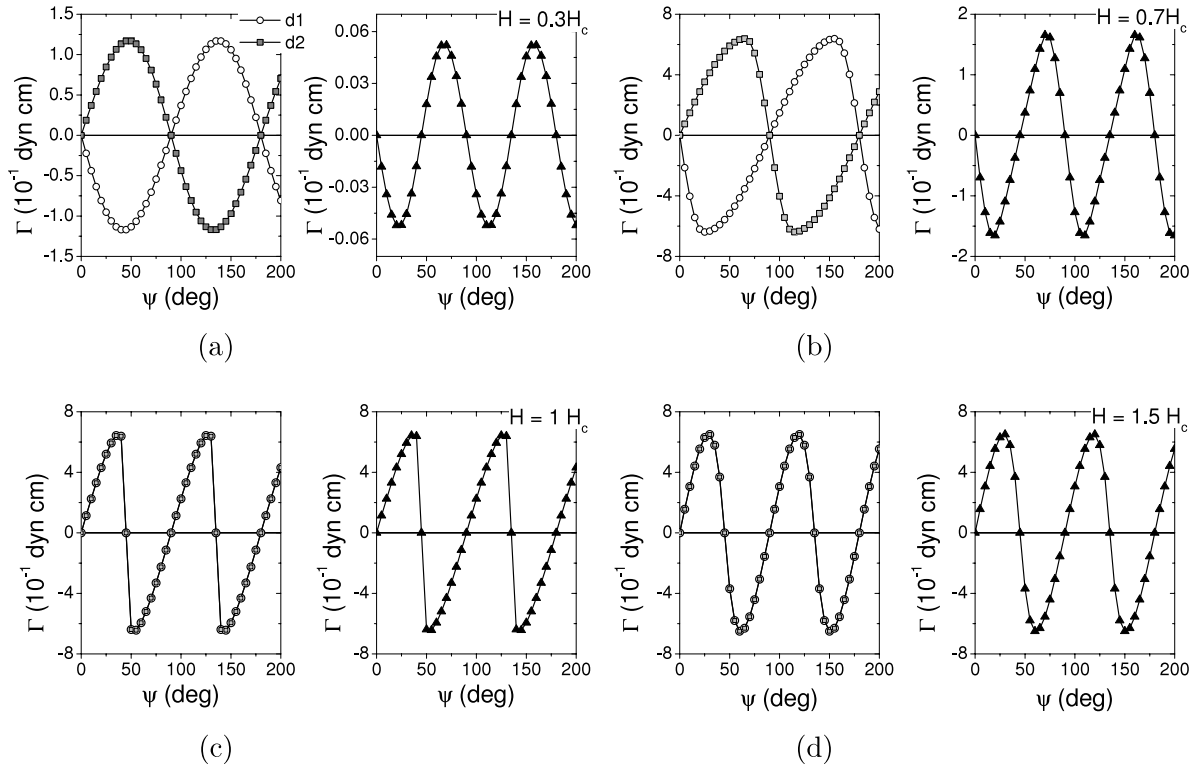 d1
d2
Γ (10⁻¹ dyn cm)
1.5
1.0
0.5
0.0
-0.5
-1.0
-1.5
0 50 100 150 200
ψ (deg)
H = 0.3H_c
Γ (10⁻¹ dyn cm)
0.06
0.03
0.00
-0.03
-0.06
0 50 100 150 200
ψ (deg)
(a)
Γ (10⁻¹ dyn cm)
8
4
0
-4
-8
0 50 100 150 200
ψ (deg)
H = 0.7H_c
Γ (10⁻¹ dyn cm)
2
1
0
-1
-2
0 50 100 150 200
ψ (deg)
(b)
Γ (10⁻¹ dyn cm)
8
4
0
-4
-8
0 50 100 150 200
ψ (deg)
H = 1 H_c
Γ (10⁻¹ dyn cm)
8
4
0
-4
-8
0 50 100 150 200
ψ (deg)
(c)
Γ (10⁻¹ dyn cm)
8
4
0
-4
-8
0 50 100 150 200
ψ (deg)
H = 1.5 H_c
Γ (10⁻¹ dyn cm)
8
4
0
-4
-8
0 50 100 150 200
ψ (deg)
(d)